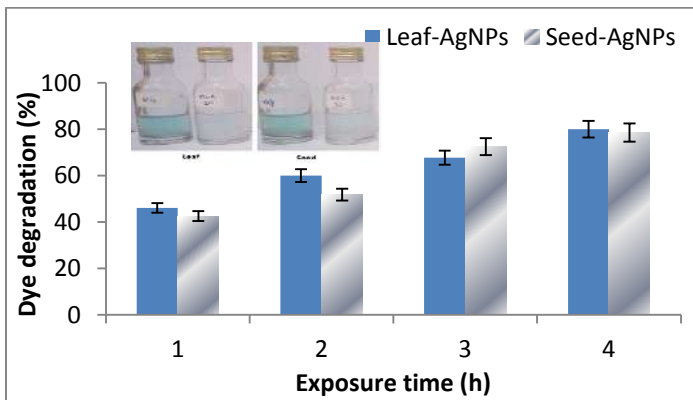 Leaf-AgNPs Seed-AgNPs
Dye degradation (%)
100
80
60
40
20
0
Leaf Seed
1 2 3 4
Exposure time (h)